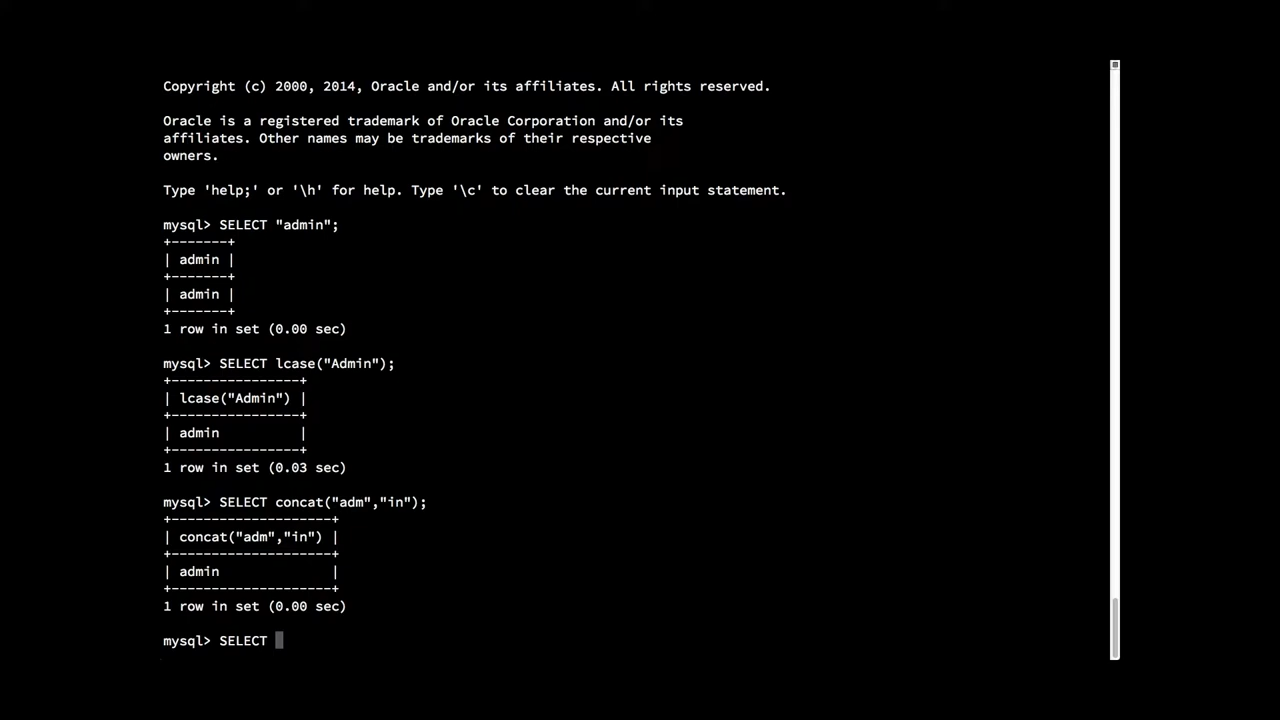 Copyright (c) 2000, 2014, Oracle and/or its affiliates. All rights reserved.
Oracle is a registered trademark of Oracle Corporation and/or its
affiliates. Other names may be trademarks of their respective
owners.
Type 'help;' or '\h' for help. Type '\c' to clear the current input statement.
mysql> SELECT "admin";
+-------+
| admin |
+-------+
| admin |
+-------+
1 row in set (0.00 sec)
mysql> SELECT lcase("Admin");
+----------------+
| lcase("Admin") |
+----------------+
| admin          |
+----------------+
1 row in set (0.03 sec)
mysql> SELECT concat("adm","in");
+--------------------+
| concat("adm","in") |
+--------------------+
| admin              |
+--------------------+
1 row in set (0.00 sec)
mysql> SELECT